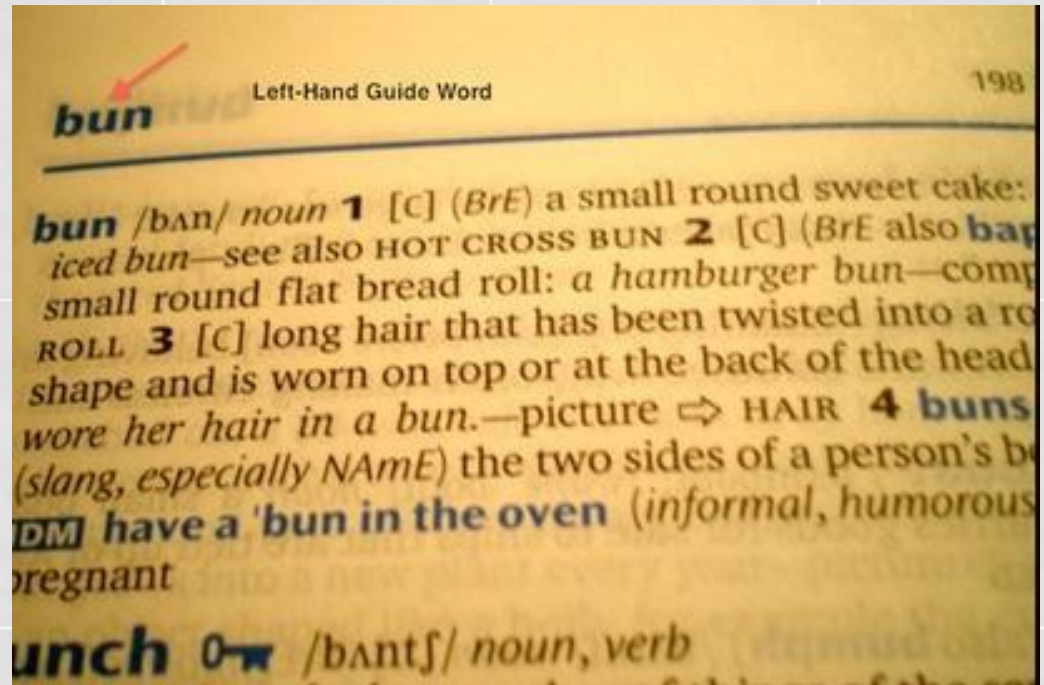 bun Left-Hand Guide Word 198
bun /bʌn/ noun 1 [C] (BrE) a small round sweet cake:
iced bun—see also HOT CROSS BUN 2 [C] (BrE also bap
small round flat bread roll: a hamburger bun—comp
ROLL 3 [C] long hair that has been twisted into a ro
shape and is worn on top or at the back of the head
wore her hair in a bun.—picture ⇨ HAIR 4 buns
(slang, especially NAmE) the two sides of a person's b
IDM have a 'bun in the oven (informal, humorous
pregnant
unch /bʌntʃ/ noun, verb